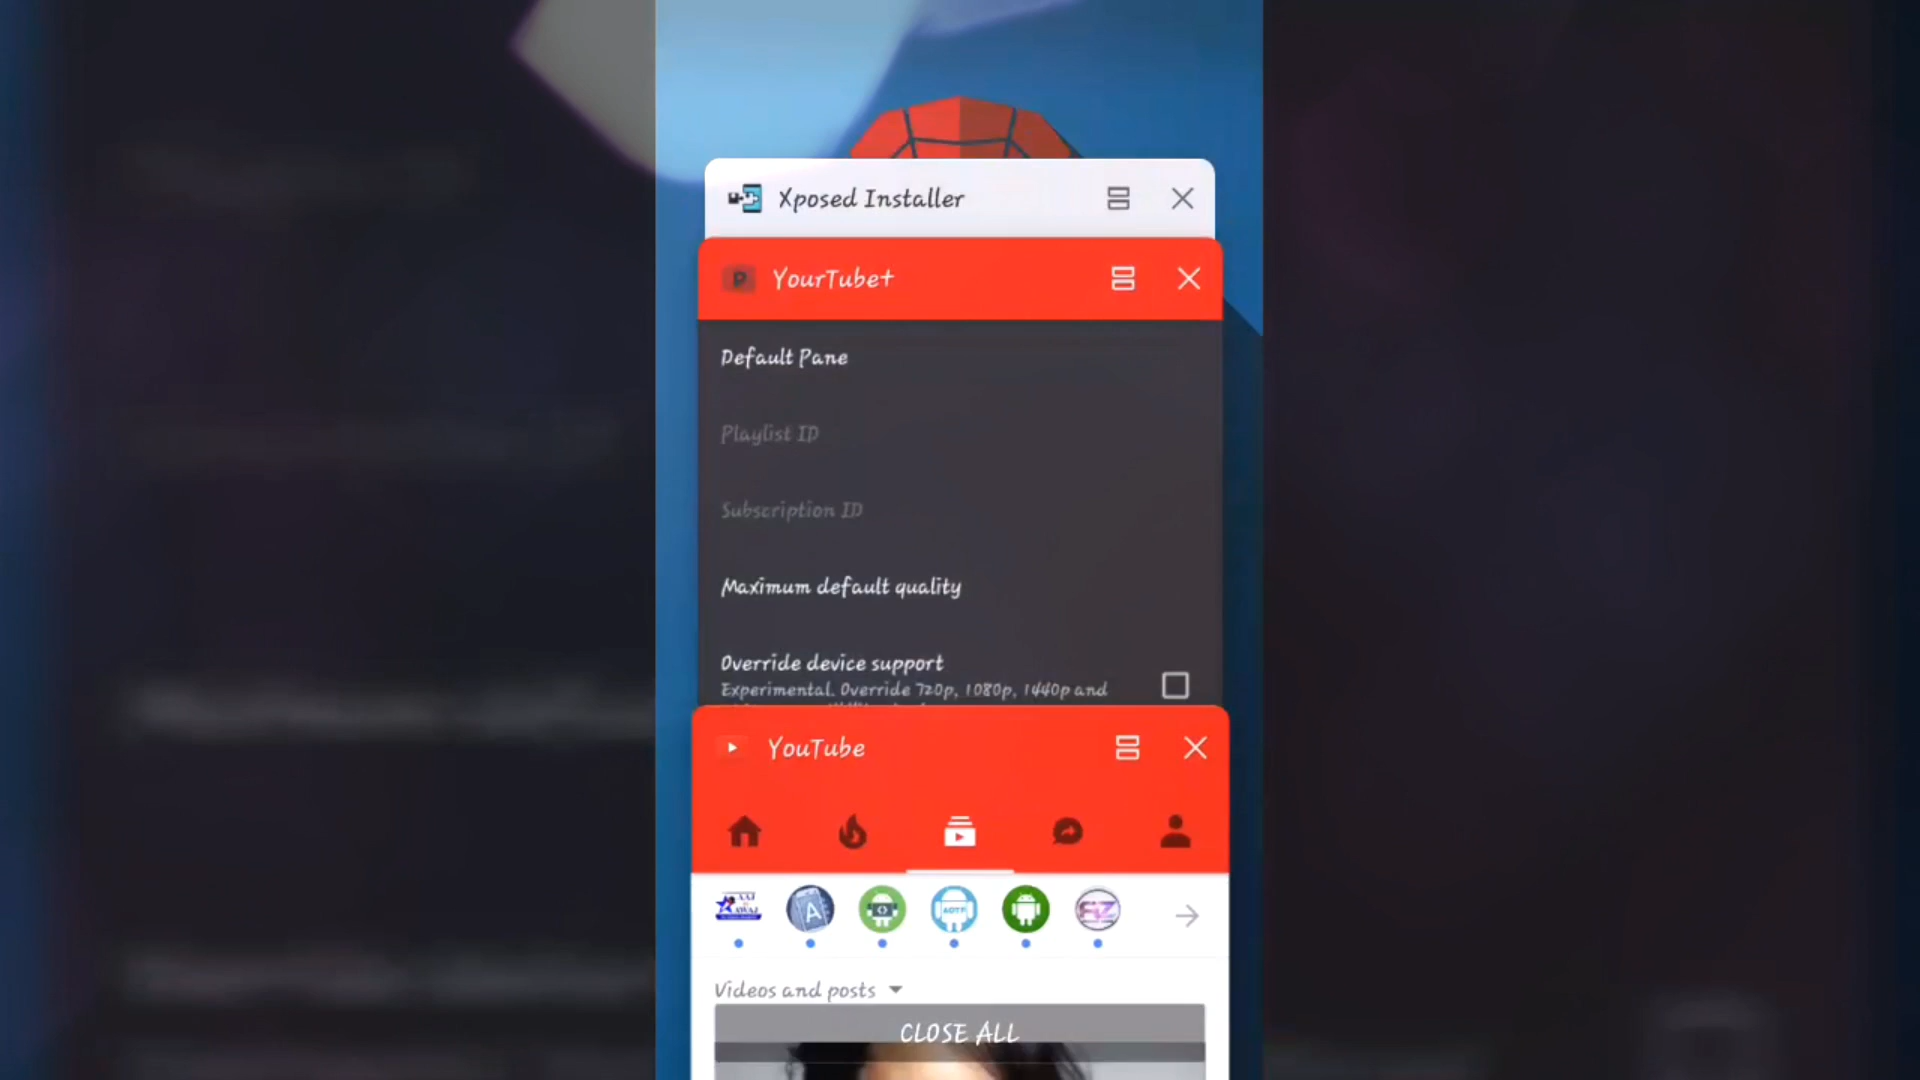 Xposed Installer
P YourTube+
Default Pane
Playlist ID
Subscription ID
Maximum default quality
Override device support
Experimental. Override 720p, 1080p, 1440p and
YouTube
A
AOTP
Videos and posts
CLOSE ALL